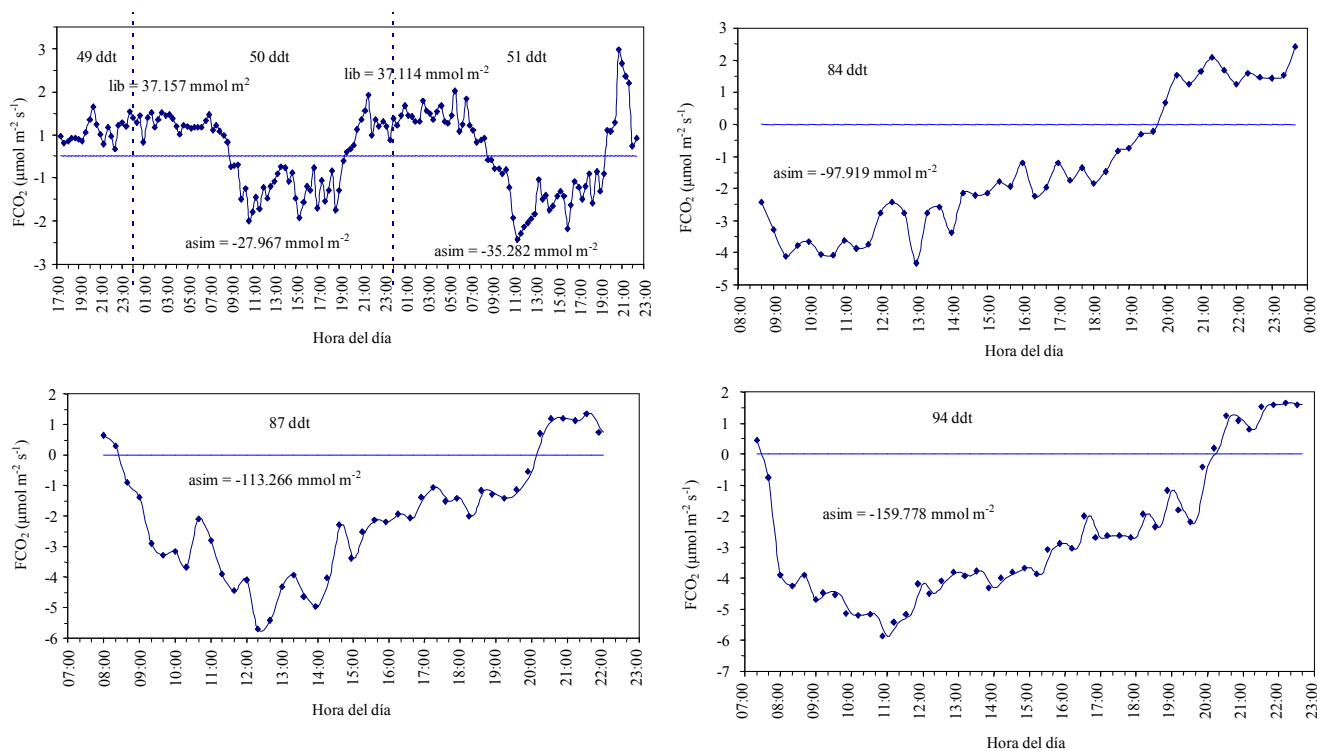 3
2
1
-1
-2
-3
FCO₂ (µmol m⁻² s⁻¹)
49 ddt
50 ddt
51 ddt
lib = 37.157 mmol m²
lib = 37.114 mmol m⁻²
asim = -27.967 mmol m⁻²
asim = -35.282 mmol m⁻²
17:00 19:00 21:00 23:00 01:00 03:00 05:00 07:00 09:00 11:00 13:00 15:00 17:00 19:00 21:00 23:00 01:00 03:00 05:00 07:00 09:00 11:00 13:00 15:00 17:00 19:00 21:00 23:00
Hora del día
3
2
1
0
-1
-2
-3
-4
-5
FCO₂ (µmol m⁻² s⁻¹)
84 ddt
asim = -97.919 mmol m⁻²
08:00 09:00 10:00 11:00 12:00 13:00 14:00 15:00 16:00 17:00 18:00 19:00 20:00 21:00 22:00 23:00 00:00
Hora del día
2
1
0
-1
-2
-3
-4
-5
-6
FCO₂ (µmol m⁻² s⁻¹)
87 ddt
asim = -113.266 mmol m⁻²
07:00 08:00 09:00 10:00 11:00 12:00 13:00 14:00 15:00 16:00 17:00 18:00 19:00 20:00 21:00 22:00 23:00
Hora del día
2
1
0
-1
-2
-3
-4
-5
-6
-7
FCO₂ (µmol m⁻² s⁻¹)
94 ddt
asim = -159.778 mmol m⁻²
07:00 08:00 09:00 10:00 11:00 12:00 13:00 14:00 15:00 16:00 17:00 18:00 19:00 20:00 21:00 22:00 23:00
Hora del día